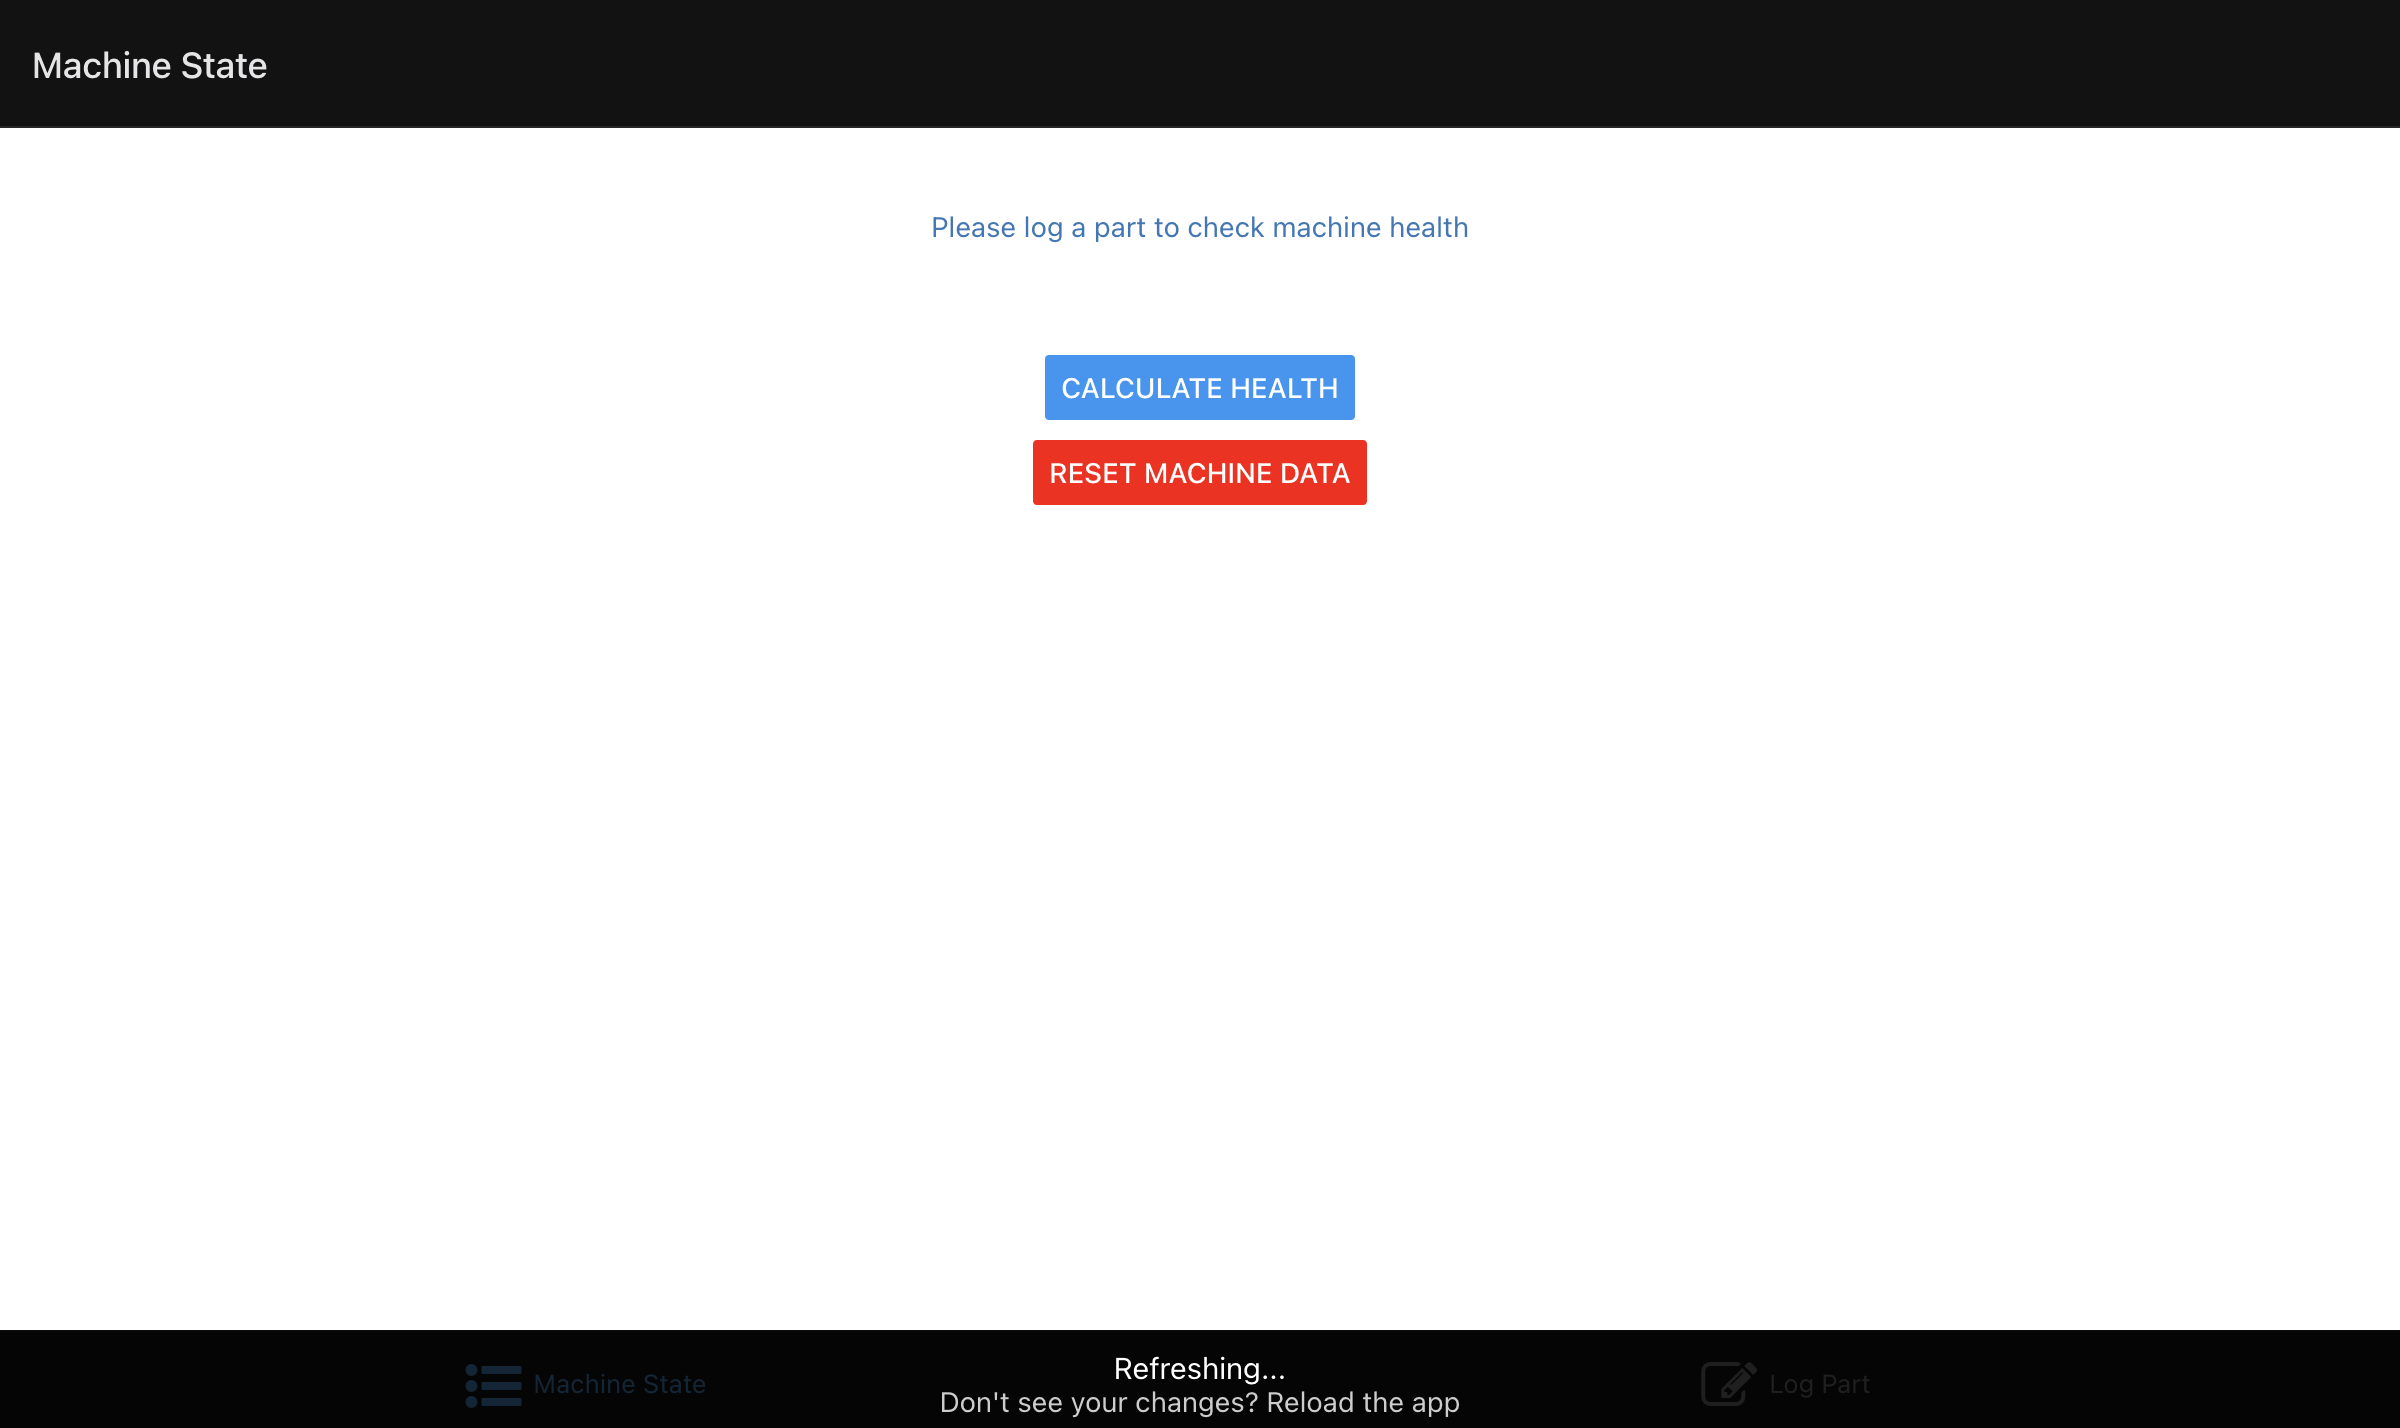 Machine State
Please log a part to check machine health
CALCULATE HEALTH
RESET MACHINE DATA
Machine State
Refreshing...
Don't see your changes? Reload the app
Log Part